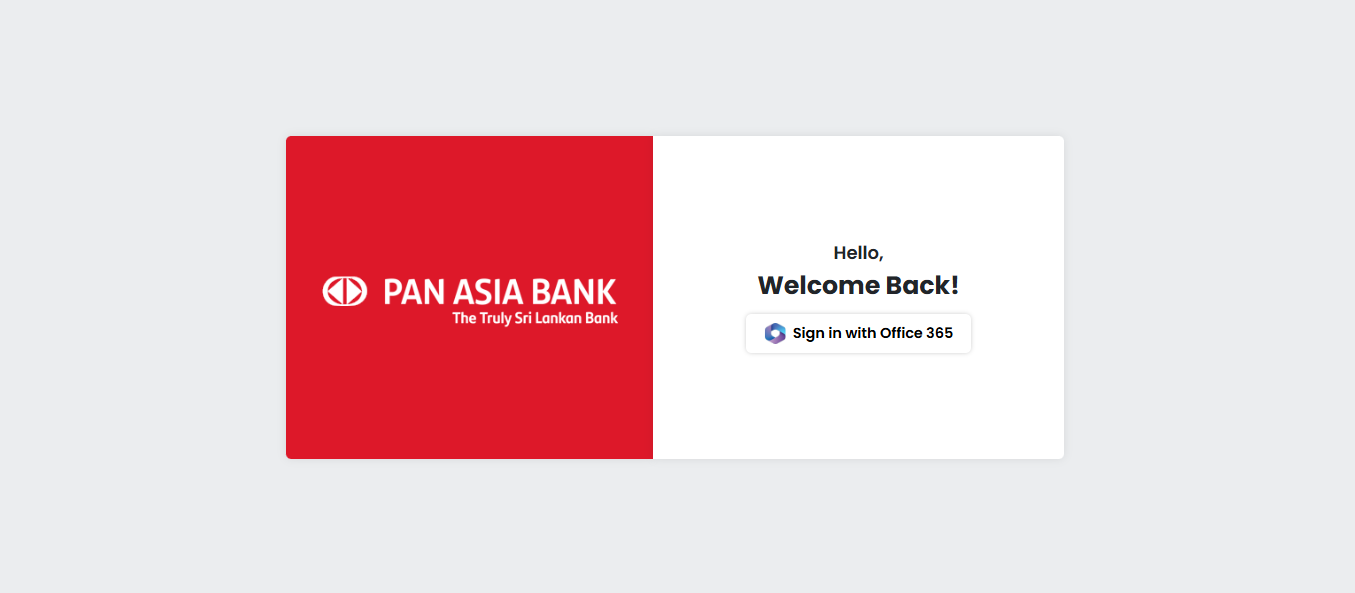 PAN ASIA BANK
The Truly Sri Lankan Bank
Hello,
Welcome Back!
Sign in with Office 365